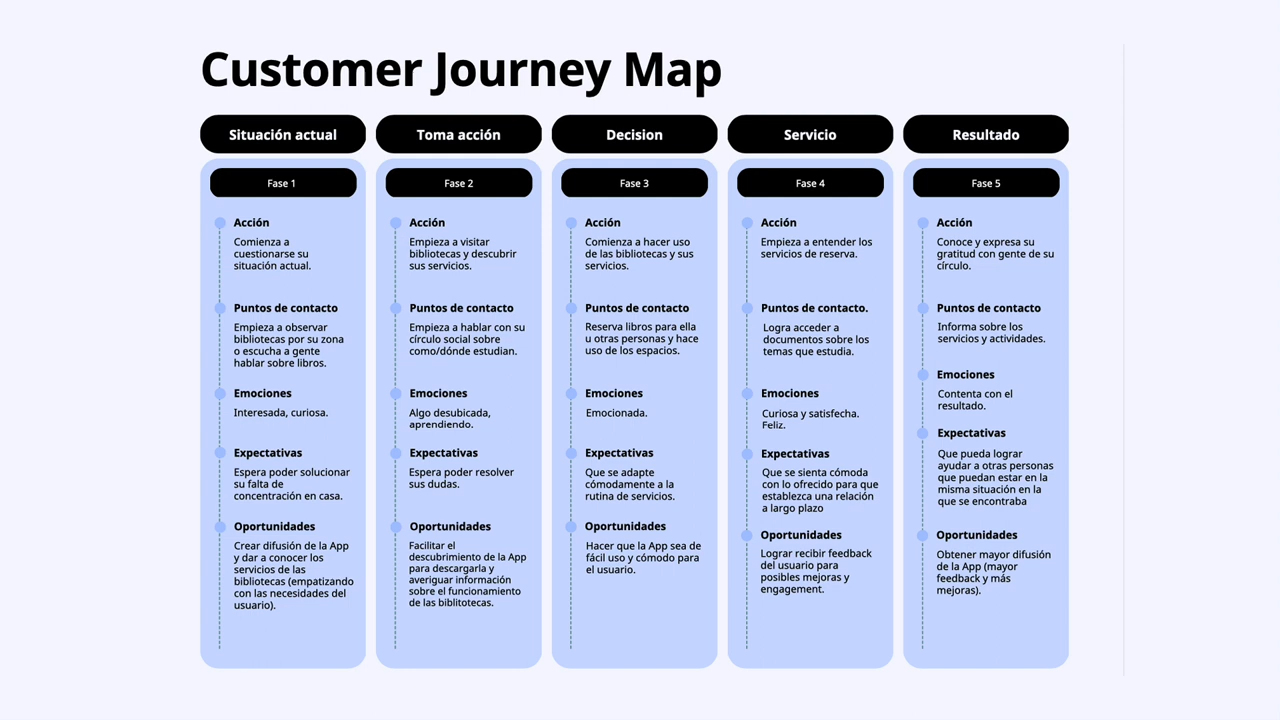 Customer Journey Map
Situación actual
Fase 1
Acción
Comienza a
cuestionarse su
situación actual.
Puntos de contacto
Empieza a observar
bibliotecas por su zona
o escucha a gente
hablar sobre libros.
Emociones
Interesada, curiosa.
Expectativas
Espera poder solucionar
su falta de
concentración en casa.
Oportunidades
Crear difusión de la App
y dar a conocer los
servicios de las
bibliotecas (empatizando
con las necesidades del
usuario).
Toma acción
Fase 2
Acción
Empieza a visitar
bibliotecas y descubrir
sus servicios.
Puntos de contacto
Empieza a hablar con su
círculo social sobre
como/dónde estudian.
Emociones
Algo desubicada,
aprendiendo.
Expectativas
Espera poder resolver
sus dudas.
Oportunidades
Facilitar el
descubrimiento de la App
para descargarla y
averiguar información
sobre el funcionamiento
de las biblitotecas.
Decision
Fase 3
Acción
Comienza a hacer uso
de las bibliotecas y sus
servicios.
Puntos de contacto
Reserva libros para ella
u otras personas y hace
uso de los espacios.
Emociones
Emocionada.
Expectativas
Que se adapte
cómodamente a la
rutina de servicios.
Oportunidades
Hacer que la App sea de
fácil uso y cómodo para
el usuario.
Servicio
Fase 4
Acción
Empieza a entender los
servicios de reserva.
Puntos de contacto.
Logra acceder a
documentos sobre los
temas que estudia.
Emociones
Curiosa y satisfecha.
Feliz.
Expectativas
Que se sienta cómoda
con lo ofrecido para que
establezca una relación
a largo plazo
Oportunidades
Lograr recibir feedback
del usuario para
posibles mejoras y
engagement.
Resultado
Fase 5
Acción
Conoce y expresa su
gratitud con gente de su
círculo.
Puntos de contacto
Informa sobre los
servicios y actividades.
Emociones
Contenta con el
resultado.
Expectativas
Que pueda lograr
ayudar a otras personas
que puedan estar en la
misma situación en la
que se encontraba
Oportunidades
Obtener mayor difusión
de la App (mayor
feedback y más
mejoras).